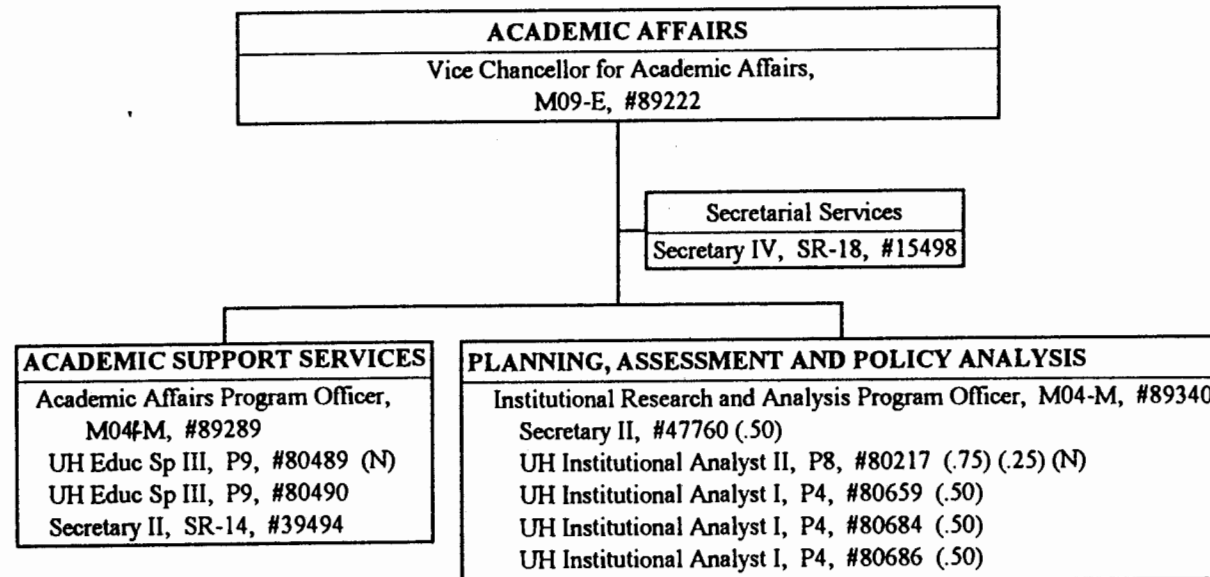 ACADEMIC AFFAIRS
Vice Chancellor for Academic Affairs,
M09-E, #89222
Secretarial Services
Secretary IV, SR-18, #15498
ACADEMIC SUPPORT SERVICES
Academic Affairs Program Officer,
M04-M, #89289
UH Educ Sp III, P9, #80489 (N)
UH Educ Sp III, P9, #80490
Secretary II, SR-14, #39494
PLANNING, ASSESSMENT AND POLICY ANALYSIS
Institutional Research and Analysis Program Officer, M04-M, #89340
Secretary II, #47760 (.50)
UH Institutional Analyst II, P8, #80217 (.75) (.25) (N)
UH Institutional Analyst I, P4, #80659 (.50)
UH Institutional Analyst I, P4, #80684 (.50)
UH Institutional Analyst I, P4, #80686 (.50)